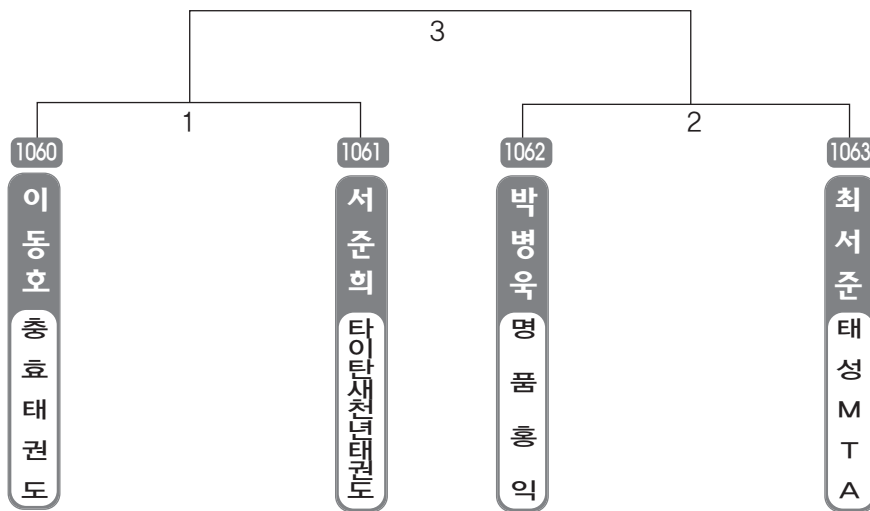 3
1
2
1060
1061
1062
1063
이동호
서준희
박병욱
최서준
충효태권도
타이탄새천년태권도
명품홍익
태성MTA